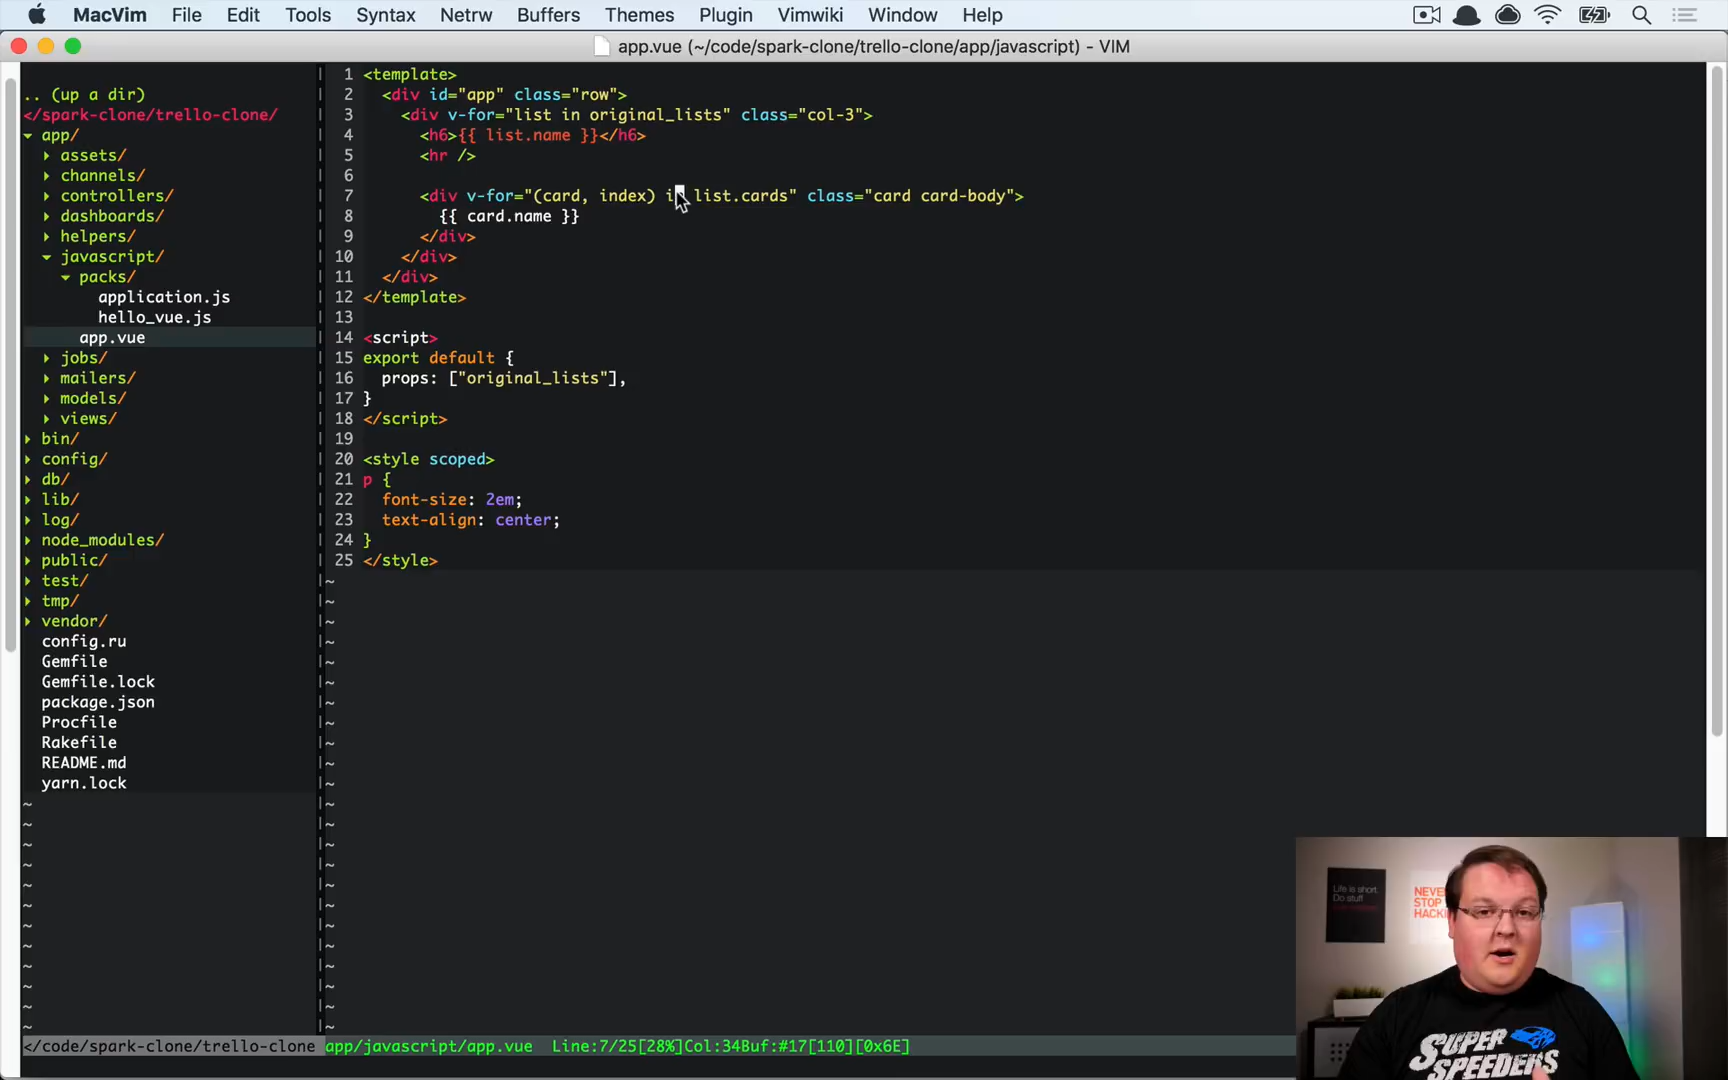 MacVim File Edit Tools Syntax Netrw Buffers Themes Plugin Vimwiki Window Help
app.vue (~/code/spark-clone/trello-clone/app/javascript) - VIM
.. (up a dir)
</spark-clone/trello-clone/
app/
assets/
channels/
controllers/
dashboards/
helpers/
javascript/
packs/
application.js
hello_vue.js
app.vue
jobs/
mailers/
models/
views/
bin/
config/
db/
lib/
log/
node_modules/
public/
test/
tmp/
vendor/
config.ru
Gemfile
Gemfile.lock
package.json
Procfile
Rakefile
README.md
yarn.lock
1 <template>
2 <div id="app" class="row">
3 <div v-for="list in original_lists" class="col-3">
4 <h6>{{ list.name }}</h6>
5 <hr />
6
7 <div v-for="(card, index) in list.cards" class="card card-body">
8 {{ card.name }}
9 </div>
10 </div>
11 </div>
12 </template>
13
14 <script>
15 export default {
16 props: ["original_lists"],
17 }
18 </script>
19
20 <style scoped>
21 p {
22 font-size: 2em;
23 text-align: center;
24 }
25 </style>
</code/spark-clone/trello-clone app/javascript/app.vue Line:7/25[28%]Col:34Buf:#17[110][0x6E]
Life is short.
Do stuff
NEVER
STOP
HACKI
SUPER
SPEEDERS